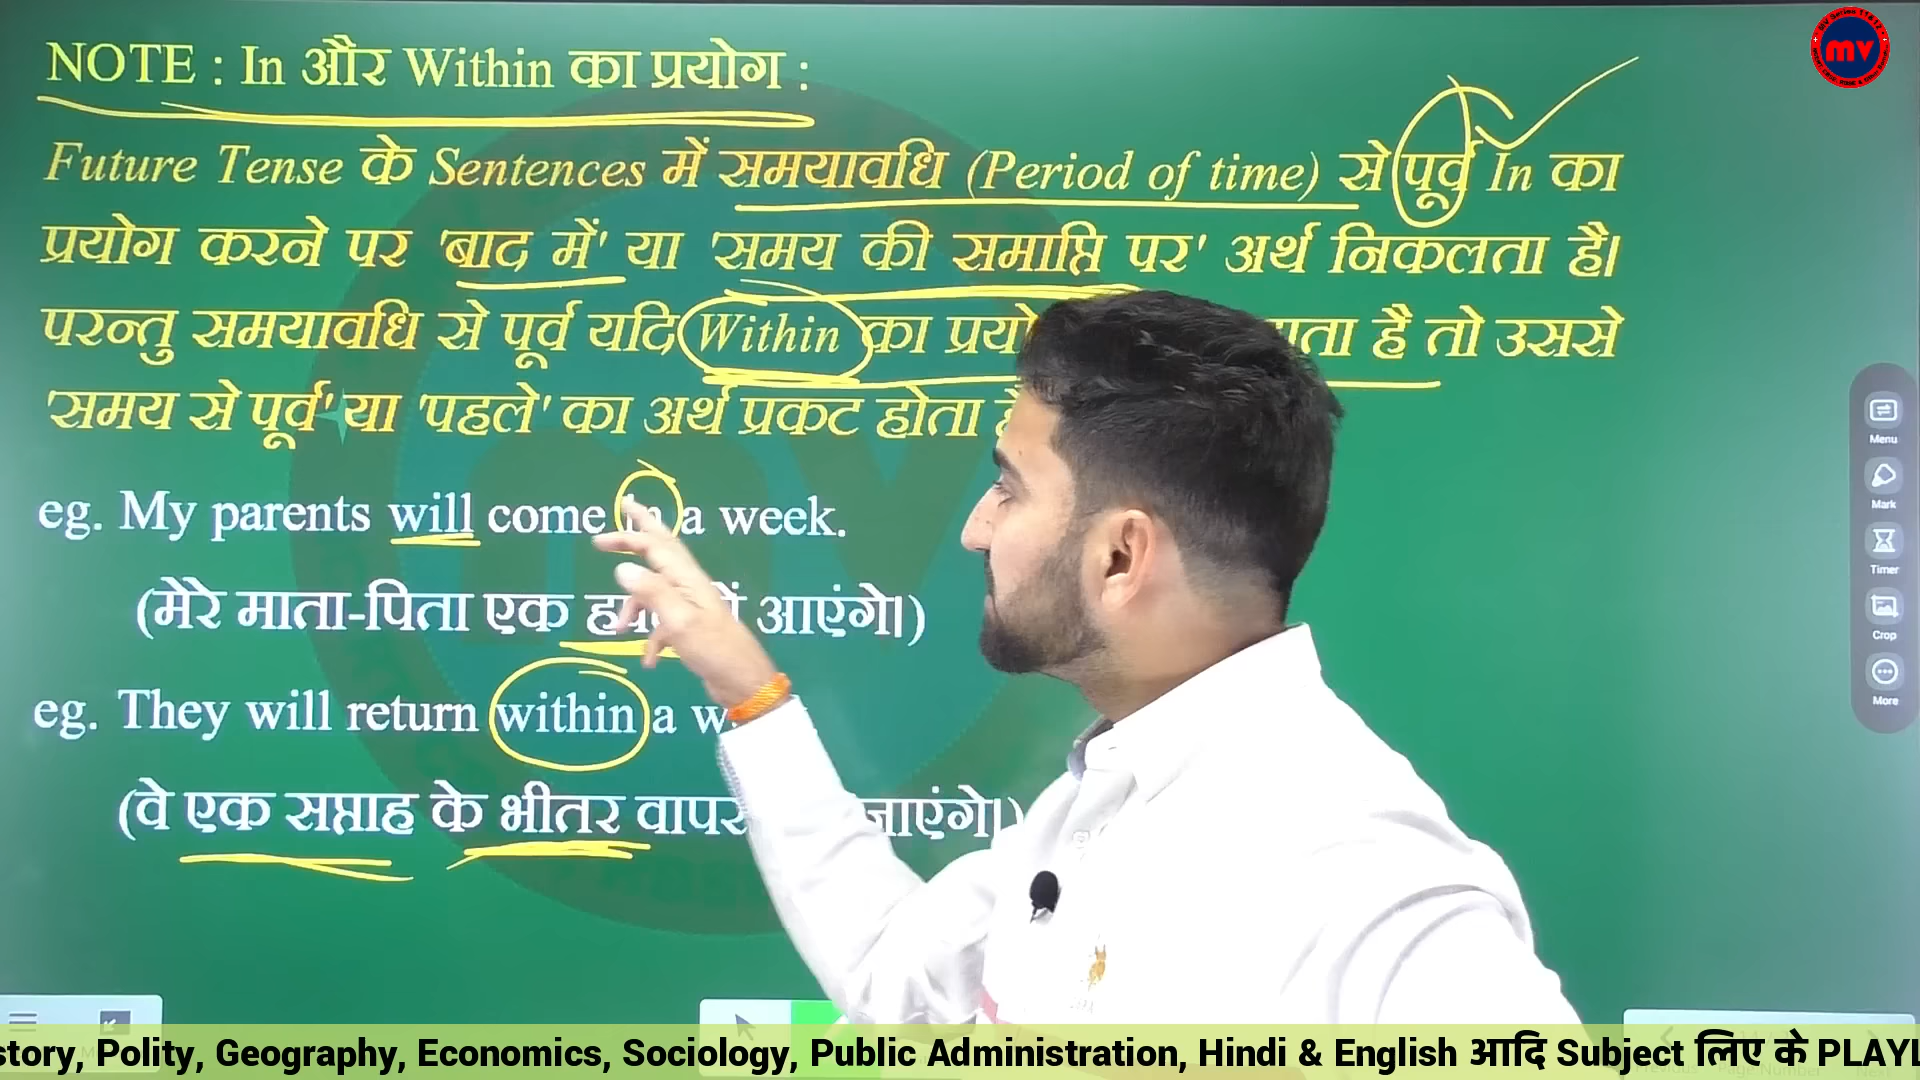 NOTE : In और Within का प्रयोग :
Future Tense के Sentences में समयावधि (Period of time) से पूर्व In का
प्रयोग करने पर 'बाद में' या 'समय की समाप्ति पर' अर्थ निकलता है।
परन्तु समयावधि से पूर्व यदि Within का है तो उससे
'समय से पूर्व' या 'पहले' का अर्थ प्रकट होता
eg. My parents will come in a week.
(मेरे माता-पिता एक आएंगे।)
eg. They will return within a
(वे एक सप्ताह के भीतर
mv
Menu
Mark
Timer
Crop
More
Polity, Geography, Economics, Sociology, Public Administration, Hindi & English आदि Subject लिए के